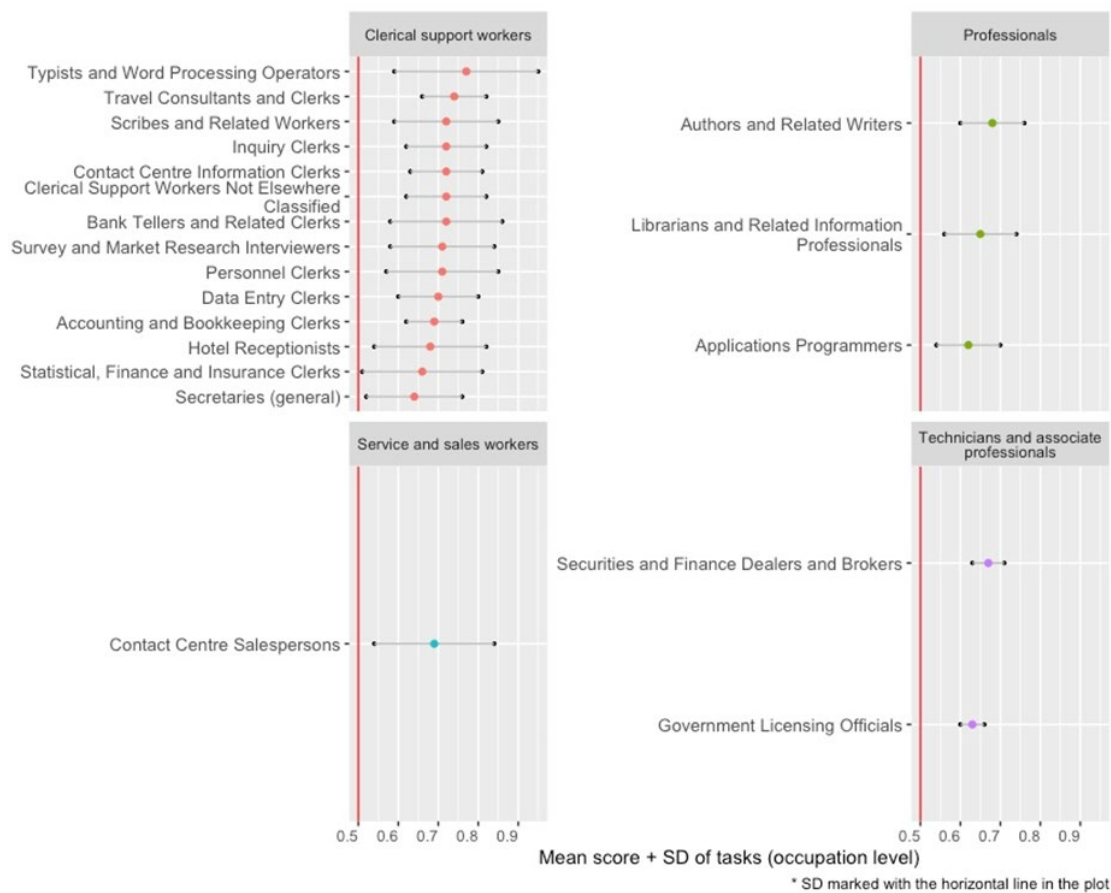 Clerical support workers
Typists and Word Processing Operators
Travel Consultants and Clerks
Scribes and Related Workers
Inquiry Clerks
Contact Centre Information Clerks
Clerical Support Workers Not Elsewhere
Classified
Bank Tellers and Related Clerks
Survey and Market Research Interviewers
Personnel Clerks
Data Entry Clerks
Accounting and Bookkeeping Clerks
Hotel Receptionists
Statistical, Finance and Insurance Clerks
Secretaries (general)
Professionals
Authors and Related Writers
Librarians and Related Information
Professionals
Applications Programmers
Service and sales workers
Contact Centre Salespersons
0.5 0.6 0.7 0.8 0.9
Technicians and associate
professionals
Securities and Finance Dealers and Brokers
Government Licensing Officials
0.5 0.6 0.7 0.8 0.9
Mean score + SD of tasks (occupation level)
* SD marked with the horizontal line in the plot